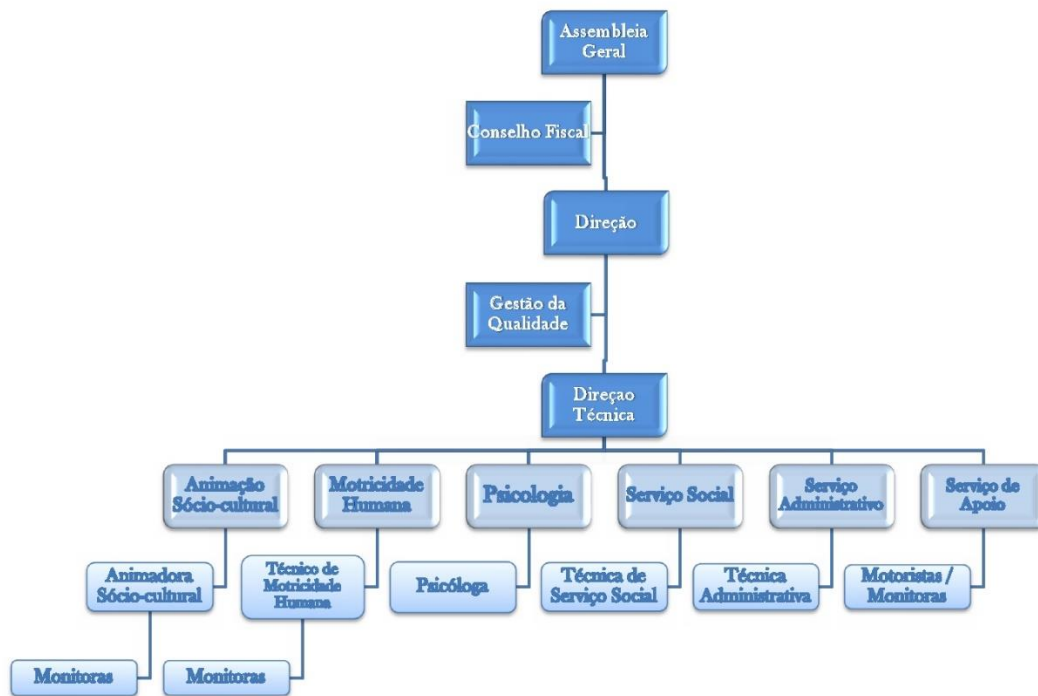 Assembleia
Geral
Conselho Fiscal
Direção
Gestão da
Qualidade
Direçao
Técnica
Animação
Sócio-cultural
Motricidade
Humana
Psicologia
Serviço Social
Serviço
Administrativo
Serviço de
Apoio
Animadora
Sócio-cultural
Técnico de
Motricidade
Humana
Psicóloga
Técnica de
Serviço Social
Técnica
Administrativa
Motoristas /
Monitoras
Monitoras
Monitoras